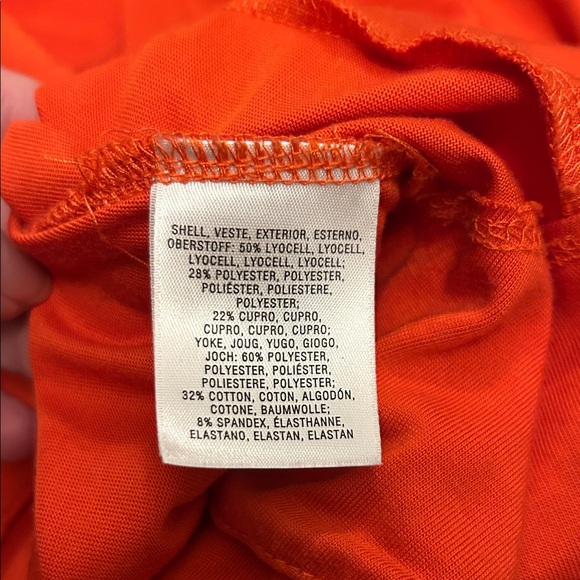 SHELL, VESTE, EXTERIOR, ESTERNO,
OBERSTOFF: 50% LYOCELL, LYOCELL,
LYOCELL, LYOCELL, LYOCELL;
28% POLYESTER, POLYESTER,
POLIÉSTER, POLIESTERE,
POLYESTER;
22% CUPRO, CUPRO,
CUPRO, CUPRO, CUPRO;
YOKE, JOUG, YUGO, GIOGO,
JOCH: 60% POLYESTER,
POLYESTER, POLIÉSTER,
POLIESTERE, POLYESTER;
32% COTTON, COTON, ALGODÓN,
COTONE, BAUMWOLLE;
8% SPANDEX, ÉLASTHANNE,
ELASTANO, ELASTAN, ELASTAN